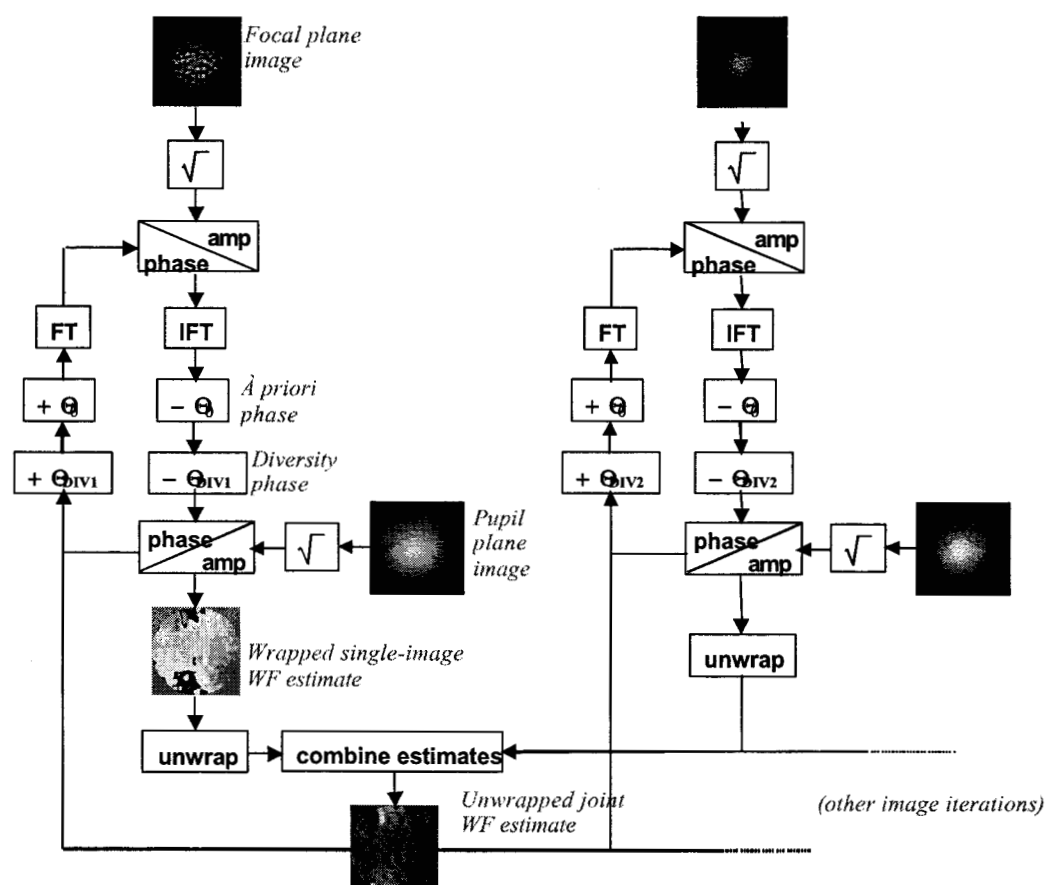 Focal plane
image
√
√
amp
phase
amp
phase
FT
IFT
FT
IFT
À priori
phase
+ Θ₀
− Θ₀
+ Θ₀
− Θ₀
Diversity
phase
+ ΘDIV1
− ΘDIV1
+ ΘDIV2
− ΘDIV2
phase
amp
√
Pupil
plane
image
phase
amp
√
Wrapped single-image
WF estimate
unwrap
unwrap
combine estimates
Unwrapped joint
WF estimate
(other image iterations)